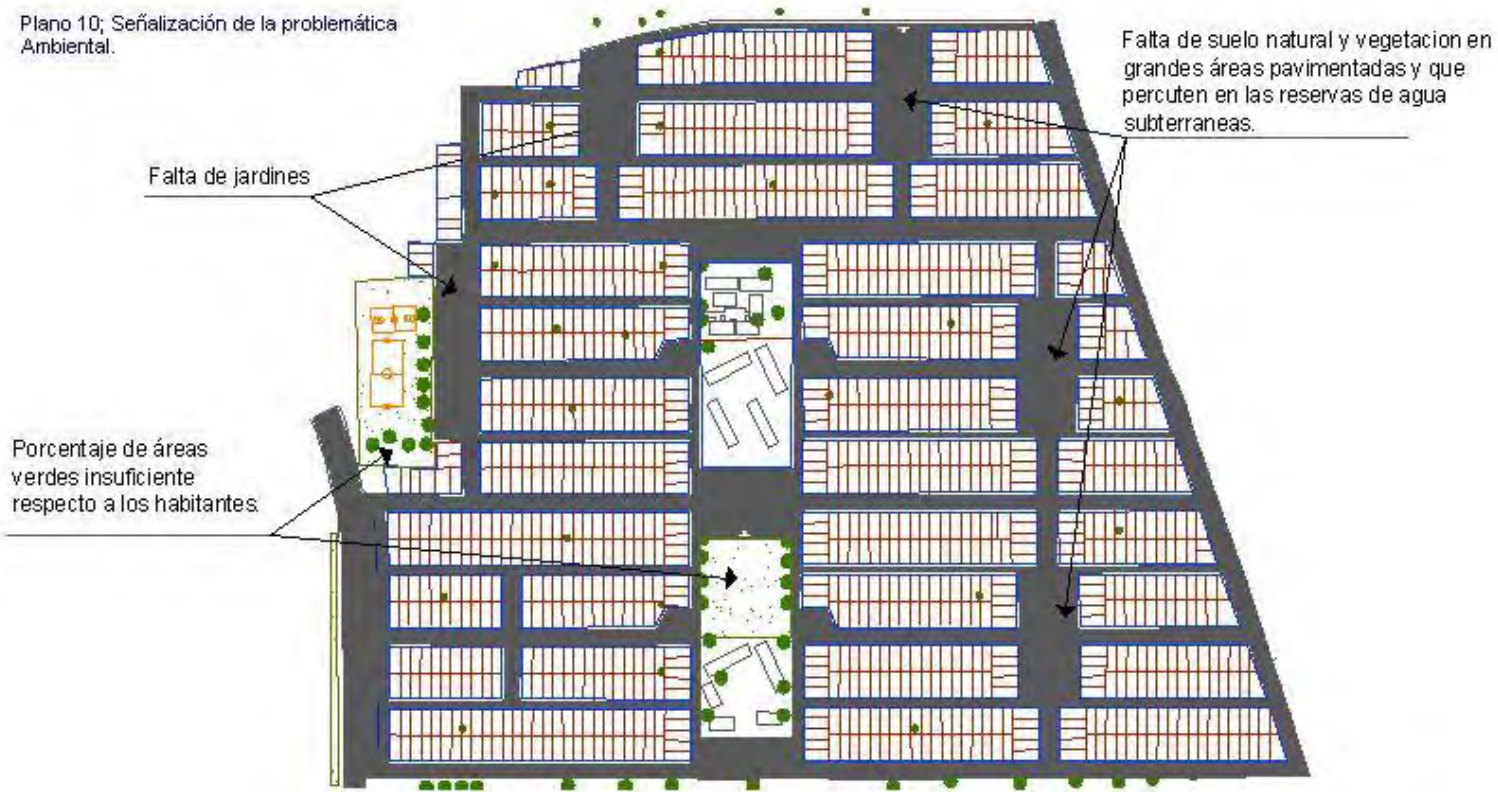 Plano 10; Señalización de la problemática
Ambiental.
Falta de suelo natural y vegetacion en
grandes áreas pavimentadas y que
percuten en las reservas de agua
subterraneas.
Falta de jardines
Porcentaje de áreas
verdes insuficiente
respecto a los habitantes.